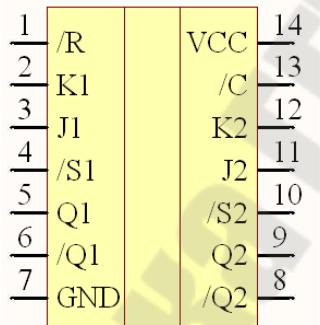 1 /R VCC 14
2 K1 /C 13
3 J1 K2 12
4 /S1 J2 11
5 Q1 /S2 10
6 /Q1 Q2 9
7 GND /Q2 8